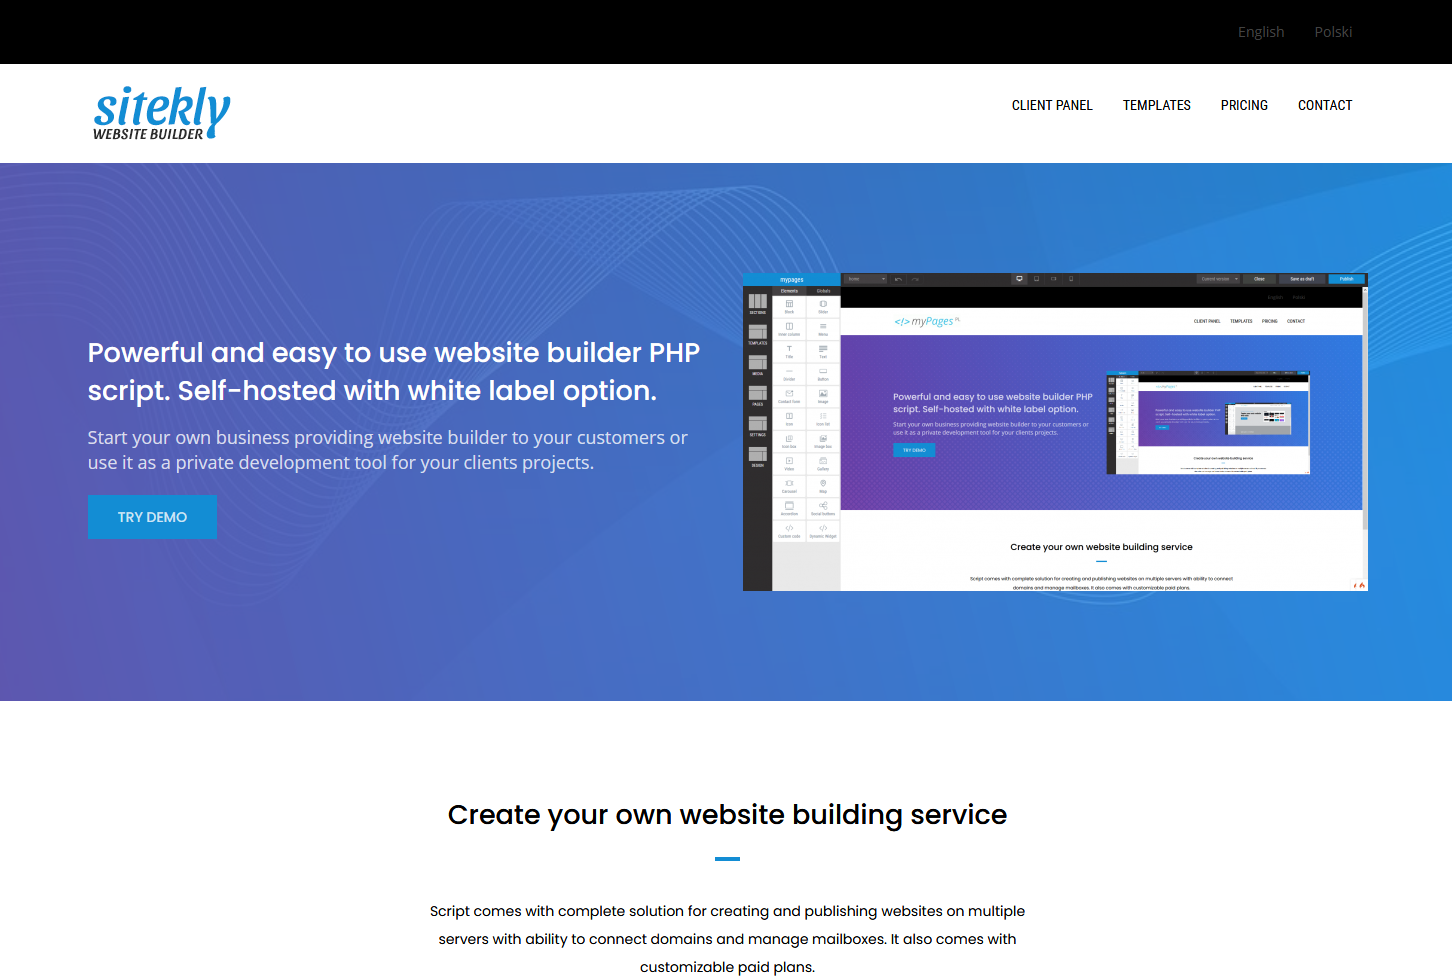 English Polski
sitekly
WEBSITE BUILDER
CLIENT PANEL TEMPLATES PRICING CONTACT
Powerful and easy to use website builder PHP
script. Self-hosted with white label option.
Start your own business providing website builder to your customers or
use it as a private development tool for your clients projects.
TRY DEMO
mypages
Elements Globals
Home
Current version Close Save as draft Publish
SECTIONS
TEMPLATES
MEDIA
PAGES
SETTINGS
DESIGN
Block Slider
Inner column Menu
Title Text
Divider Button
Contact form Image
Icon Icon list
Icon box Image box
Video Gallery
Carousel Map
Accordion Social buttons
Custom code Dynamic Widget
English Polski
<!> myPages PL
CLIENT PANEL TEMPLATES PRICING CONTACT
Powerful and easy to use website builder PHP
script. Self-hosted with white label option.
Start your own business providing website builder to your customers or
use it as a private development tool for your clients projects.
TRY DEMO
Create your own website building service
Create your own website building service
Script comes with complete solution for creating and publishing websites on multiple servers with ability to connect
domains and manage mailboxes. It also comes with customizable paid plans.
Create your own website building service
Script comes with complete solution for creating and publishing websites on multiple
servers with ability to connect domains and manage mailboxes. It also comes with
customizable paid plans.